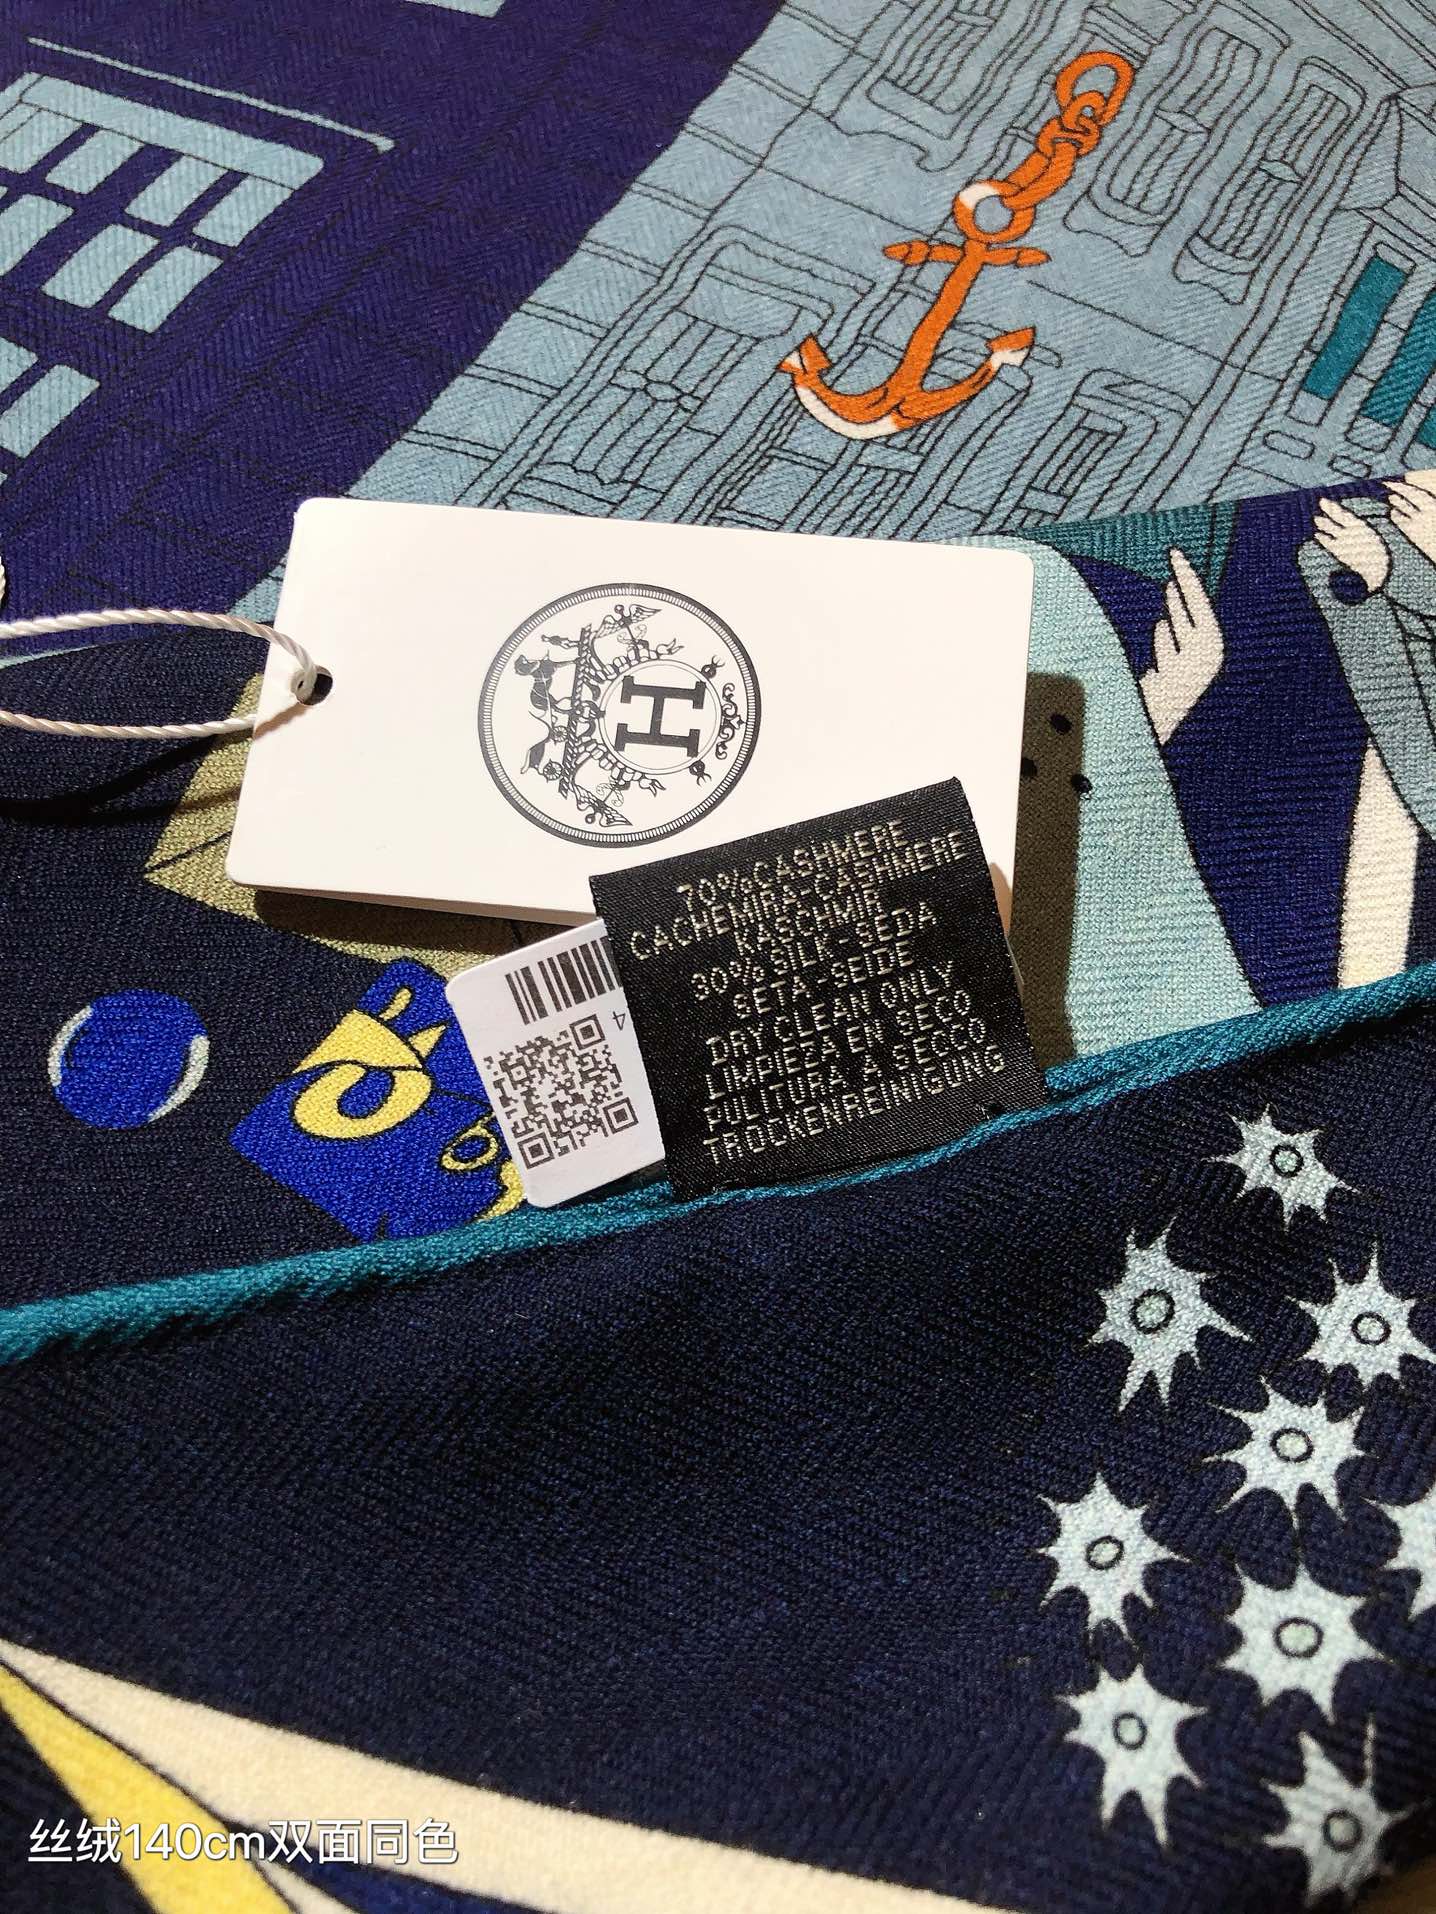 H
70%CASHMERE
CACHEMIRA-CASHMERE
KASCHMIR
30% SILK-SEDA
SETA-SEIDE
DRY CLEAN ONLY
LIMPIEZA EN SECO
PULITURA A SECCO
TROCKENREINIGUNG
4
丝绒140cm双面同色